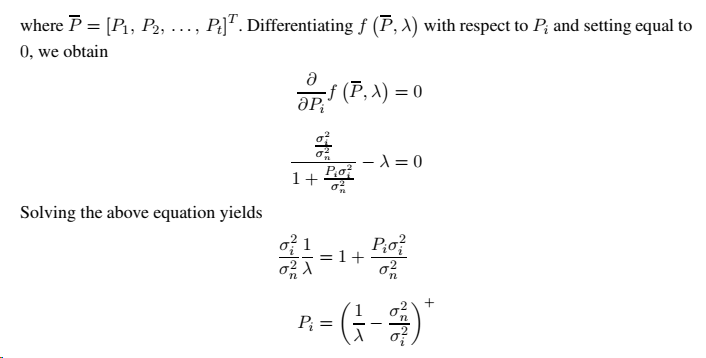 where $\overline{P} = [P_1, P_2, \ldots, P_t]^T$. Differentiating $f\left(\overline{P}, \lambda\right)$ with respect to $P_i$ and setting equal to
0, we obtain
$\frac{\partial}{\partial P_i} f\left(\overline{P}, \lambda\right) = 0$
$\frac{\frac{\sigma_i^2}{\sigma_n^2}}{1 + \frac{P_i \sigma_i^2}{\sigma_n^2}} - \lambda = 0$
Solving the above equation yields
$\frac{\sigma_i^2}{\sigma_n^2} \frac{1}{\lambda} = 1 + \frac{P_i \sigma_i^2}{\sigma_n^2}$
$P_i = \left(\frac{1}{\lambda} - \frac{\sigma_n^2}{\sigma_i^2}\right)^+$